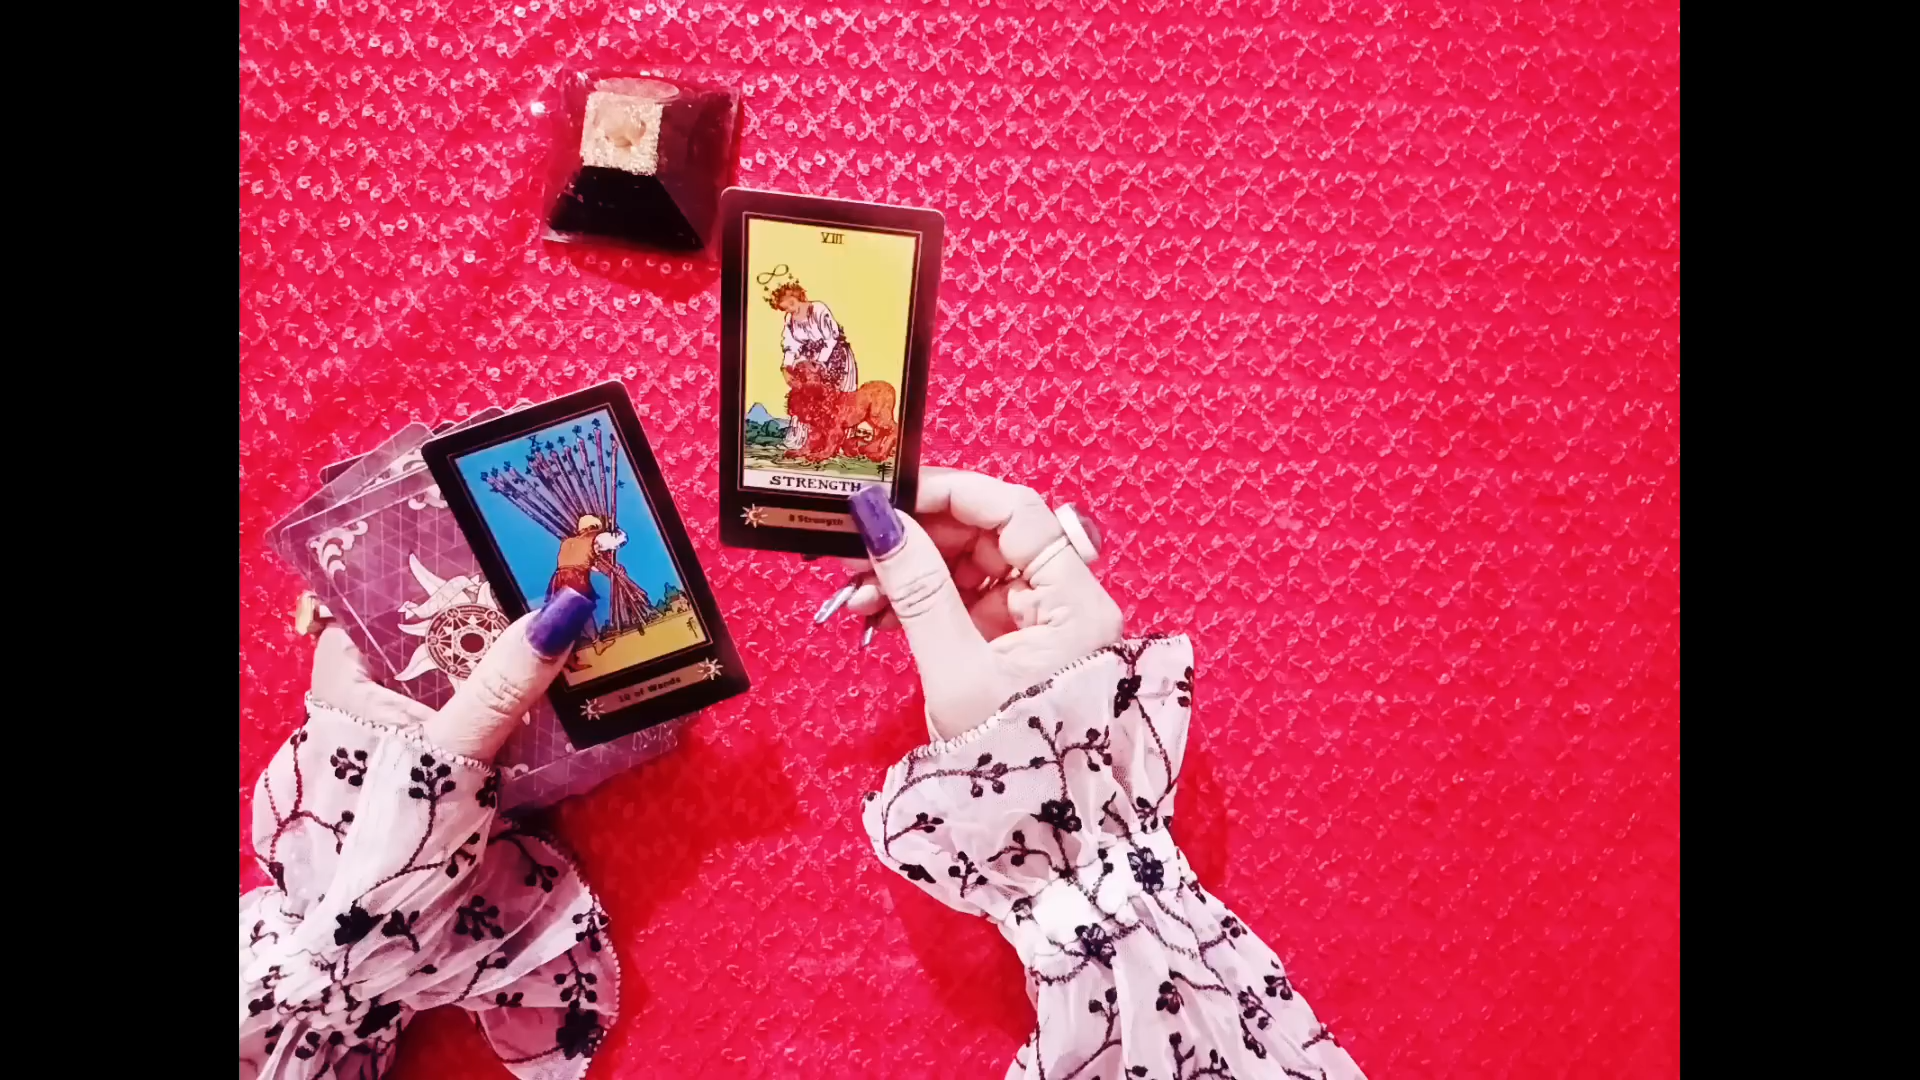 VIII
STRENGTH
8 Strength
X
10 of Wands